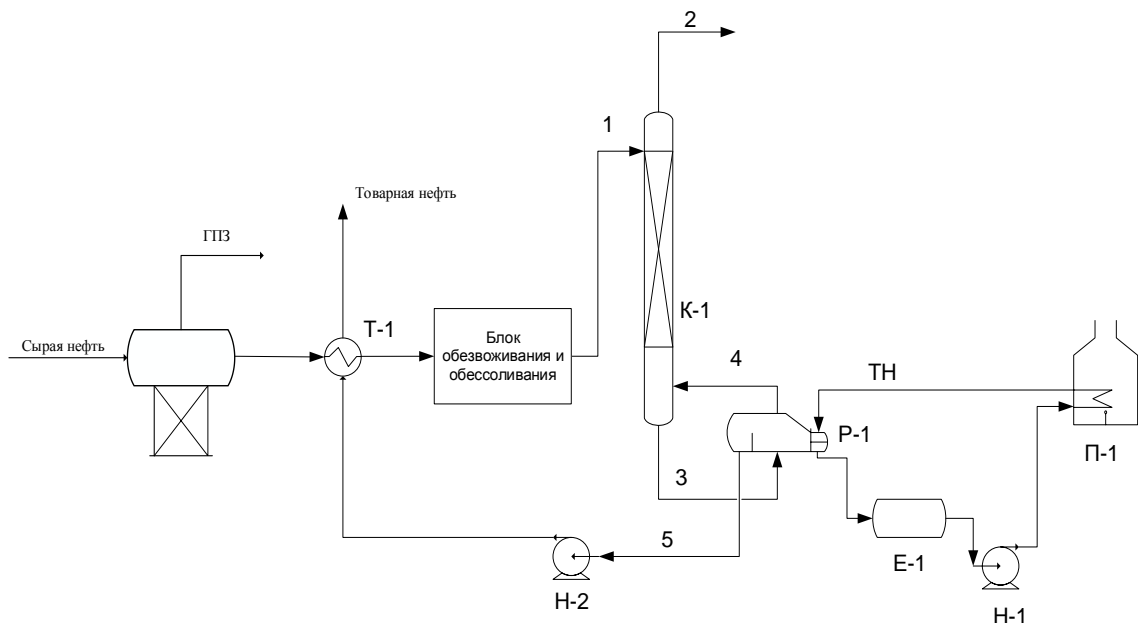 2
1
Товарная нефть
ГПЗ
К-1
Т-1
Сырая нефть
Блок
обезвоживания и
обессоливания
4
ТН
Р-1
П-1
3
5
Е-1
Н-2
Н-1